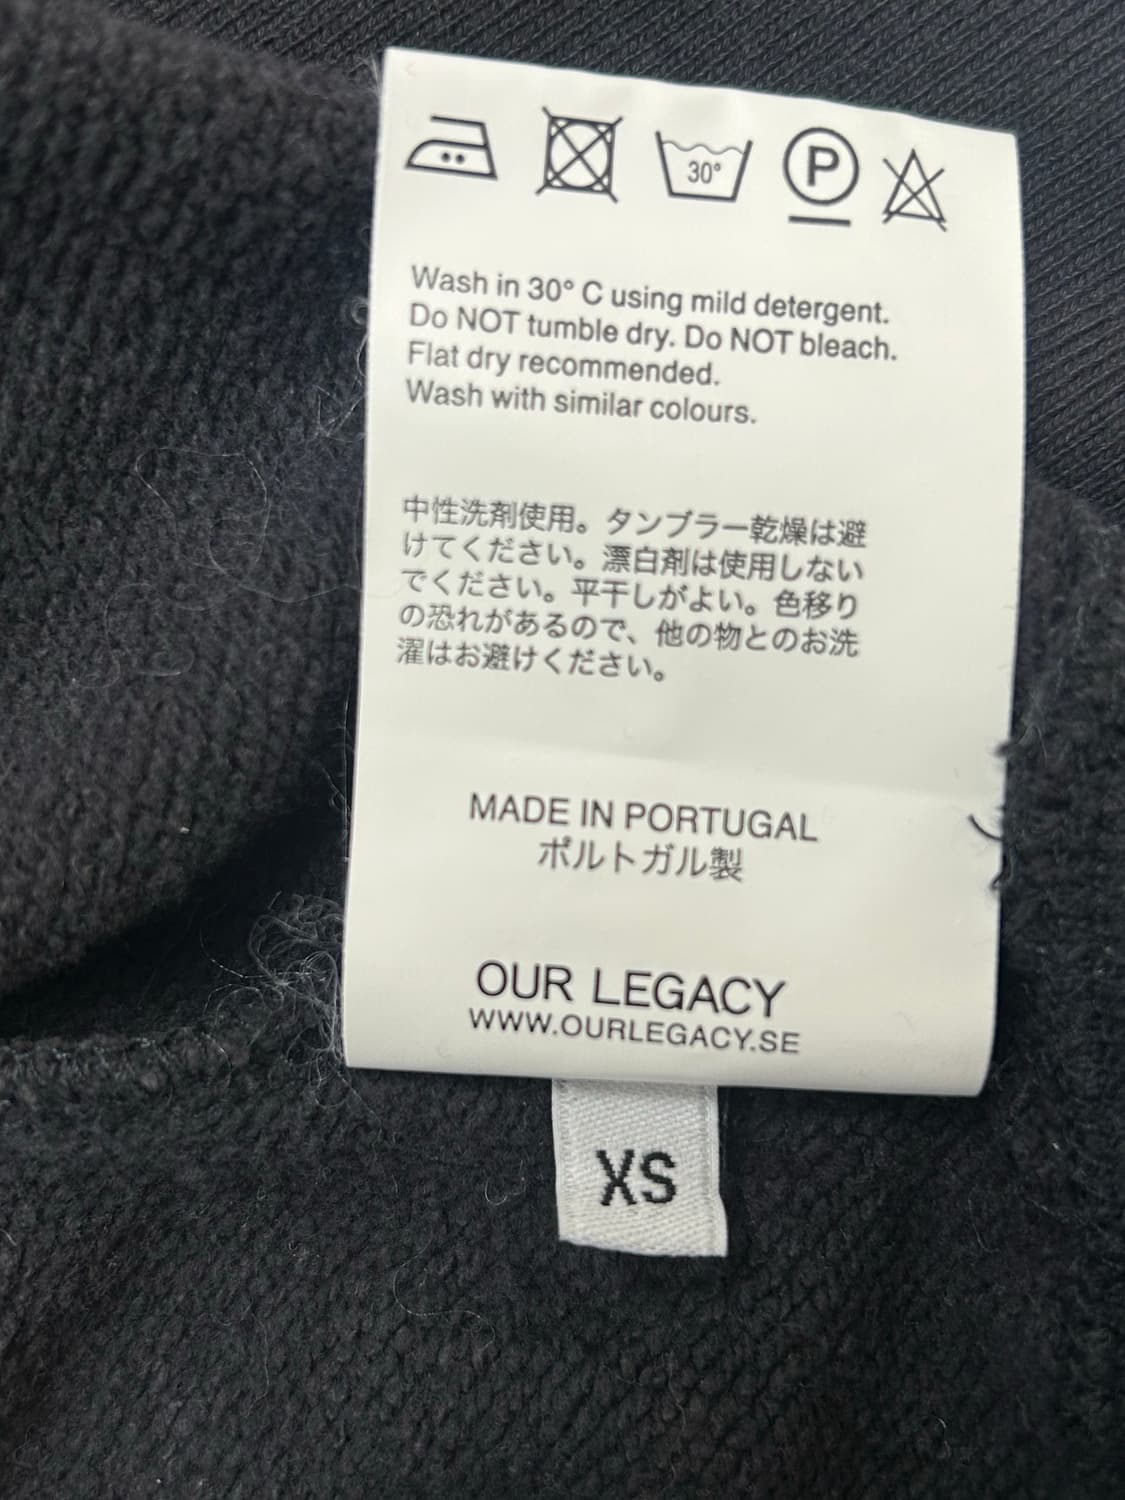 30°
P
Wash in 30° C using mild detergent.
Do NOT tumble dry. Do NOT bleach.
Flat dry recommended.
Wash with similar colours.
中性洗剤使用。タンブラー乾燥は避
けてください。漂白剤は使用しない
でください。平干しがよい。色移り
の恐れがあるので、他の物とのお洗
濯はお避けください。
MADE IN PORTUGAL
ポルトガル製
OUR LEGACY
WWW.OURLEGACY.SE
XS